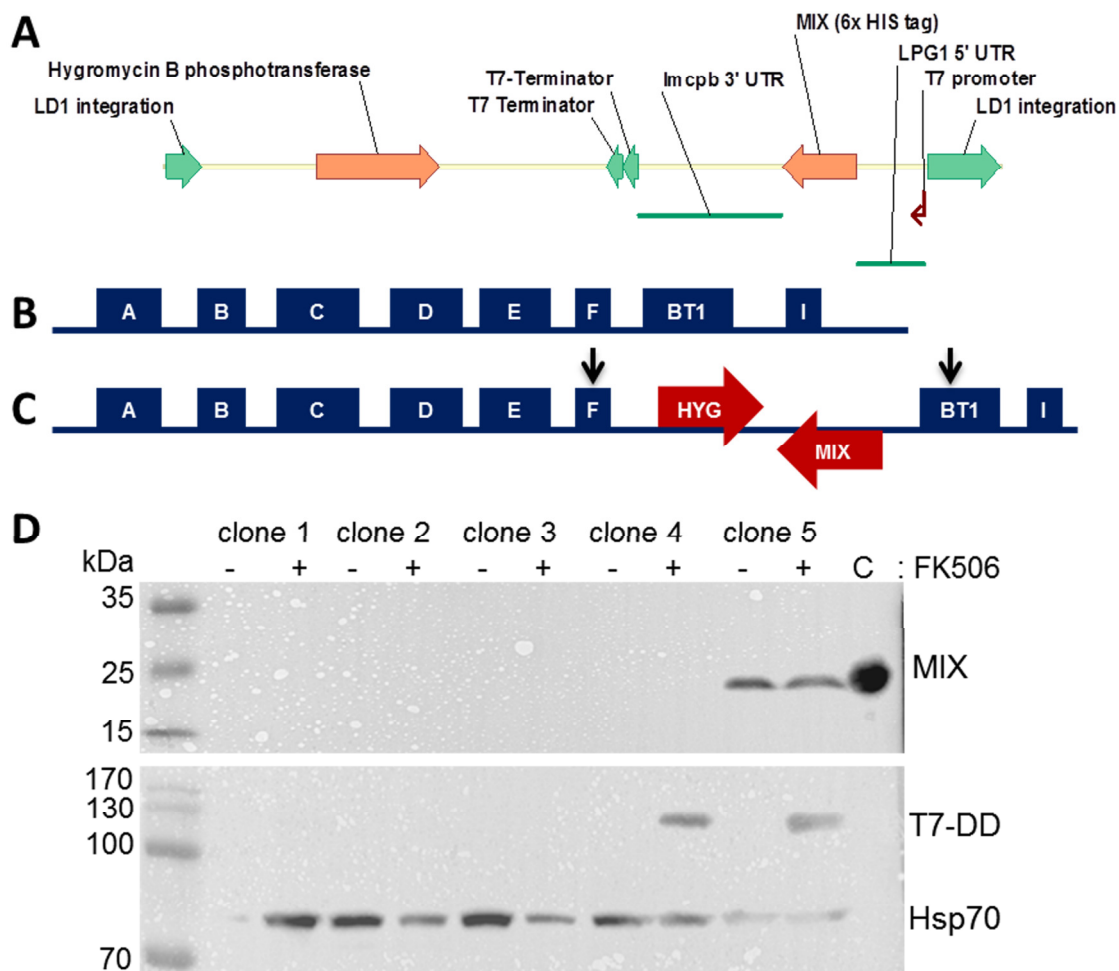 A
MIX (6x HIS tag)
LPG1 5' UTR
Hygromycin B phosphotransferase
T7-Terminator
lmcpb 3' UTR
T7 promoter
LD1 integration
T7 Terminator
LD1 integration
B
A B C D E F BT1 I
C
A B C D E F HYG MIX BT1 I
D
clone 1 clone 2 clone 3 clone 4 clone 5
kDa - + - + - + - + - + C : FK506
35
25
15
MIX
170
130
100
70
T7-DD
Hsp70